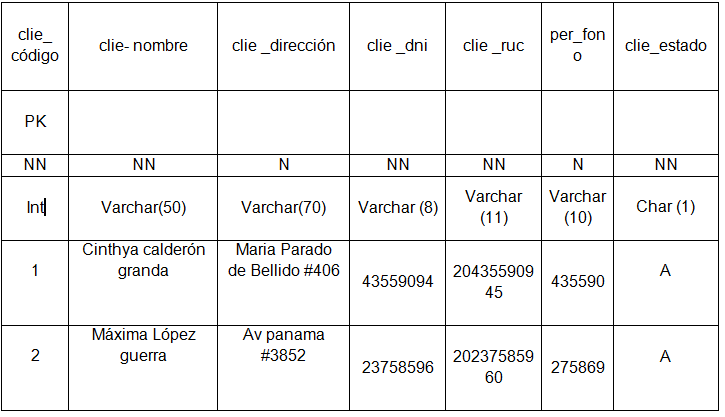 clie_ clie- nombre clie _dirección clie _dni clie _ruc per_fon clie_estado
código o
PK
NN NN N NN NN N NN
Int Varchar(50) Varchar(70) Varchar (8) Varchar Varchar Char (1)
(11) (10)
Cinthya calderón Maria Parado
1 granda de Bellido #406 43559094 204355909 435590 A
45
Máxima López Av panama
2 guerra #3852 23758596 202375859 275869 A
60